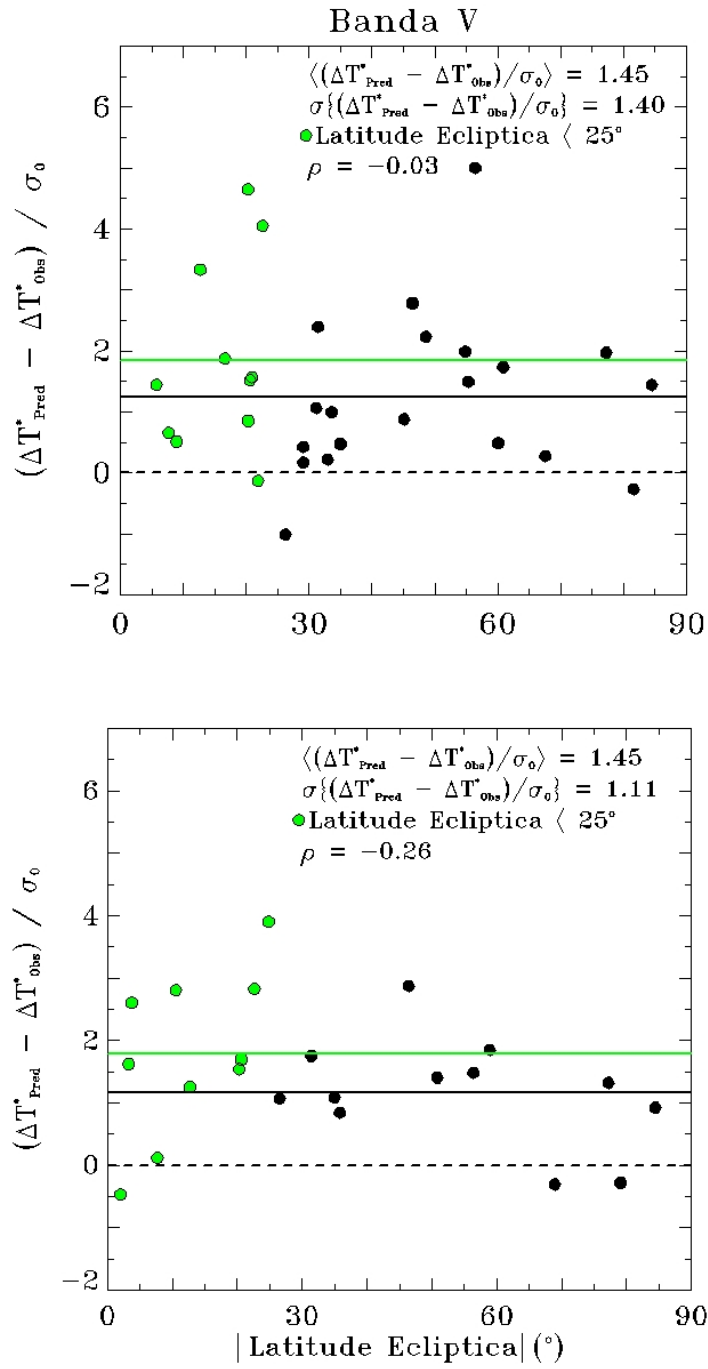 Banda V
⟨(ΔT*Pred − ΔT*Obs)/σ0⟩ = 1.45
σ{(ΔT*Pred − ΔT*Obs)/σ0} = 1.40
Latitude Ecliptica ⟨ 25°
ρ = −0.03
(ΔT*Pred − ΔT*Obs) / σ0
6
4
2
0
−2
0 30 60 90
⟨(ΔT*Pred − ΔT*Obs)/σ0⟩ = 1.45
σ{(ΔT*Pred − ΔT*Obs)/σ0} = 1.11
Latitude Ecliptica ⟨ 25°
ρ = −0.26
(ΔT*Pred − ΔT*Obs) / σ0
6
4
2
0
−2
0 30 60 90
|Latitude Ecliptica|(°)